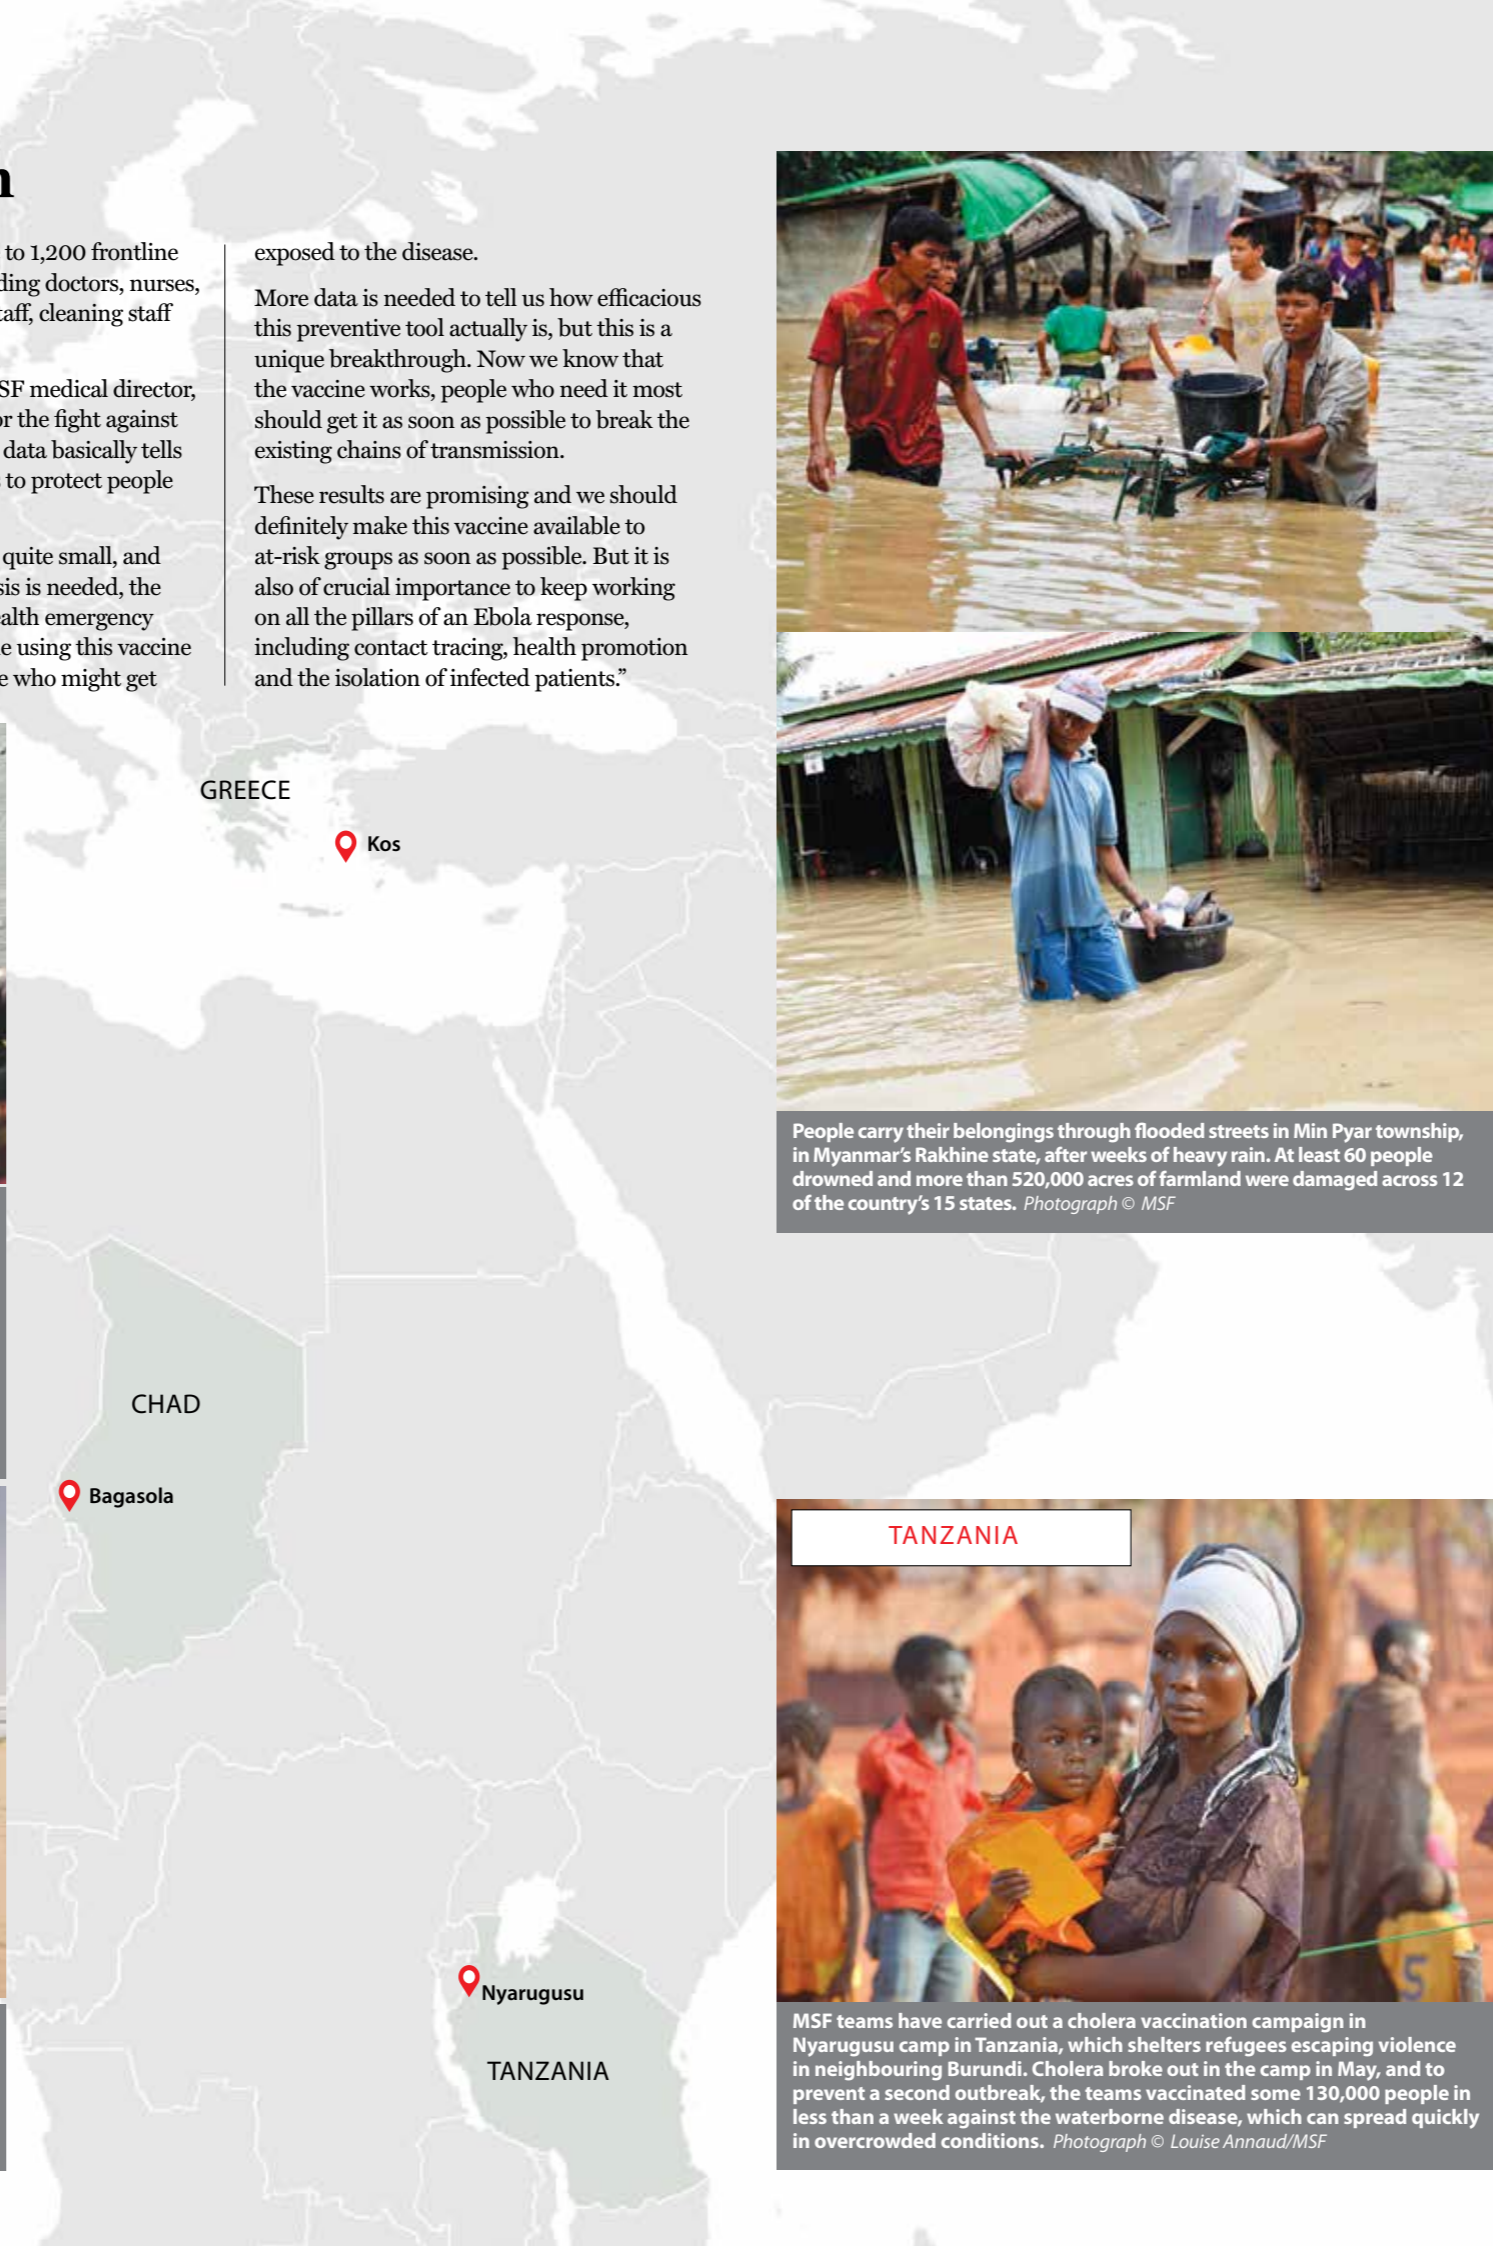 to 1,200 frontline
doctors, nurses,
cleaning staff
medical director,
the fight against
data basically tells
to protect people
quite small, and
is needed, the
emergency
using this vaccine
who might get
exposed to the disease.
More data is needed to tell us how efficacious
this preventive tool actually is, but this is a
unique breakthrough. Now we know that
the vaccine works, people who need it most
should get it as soon as possible to break the
existing chains of transmission.
These results are promising and we should
definitely make this vaccine available to
at-risk groups as soon as possible. But it is
also of crucial importance to keep working
on all the pillars of an Ebola response,
including contact tracing, health promotion
and the isolation of infected patients.”
GREECE
Kos
CHAD
Bagasola
Nyarugusu
TANZANIA
People carry their belongings through flooded streets in Min Pyar township,
in Myanmar’s Rakhine state, after weeks of heavy rain. At least 60 people
drowned and more than 520,000 acres of farmland were damaged across 12
of the country’s 15 states. Photograph © MSF
TANZANIA
5
MSF teams have carried out a cholera vaccination campaign in
Nyarugusu camp in Tanzania, which shelters refugees escaping violence
in neighbouring Burundi. Cholera broke out in the camp in May, and to
prevent a second outbreak, the teams vaccinated some 130,000 people in
less than a week against the waterborne disease, which can spread quickly
in overcrowded conditions. Photograph © Louise Annaud/MSF